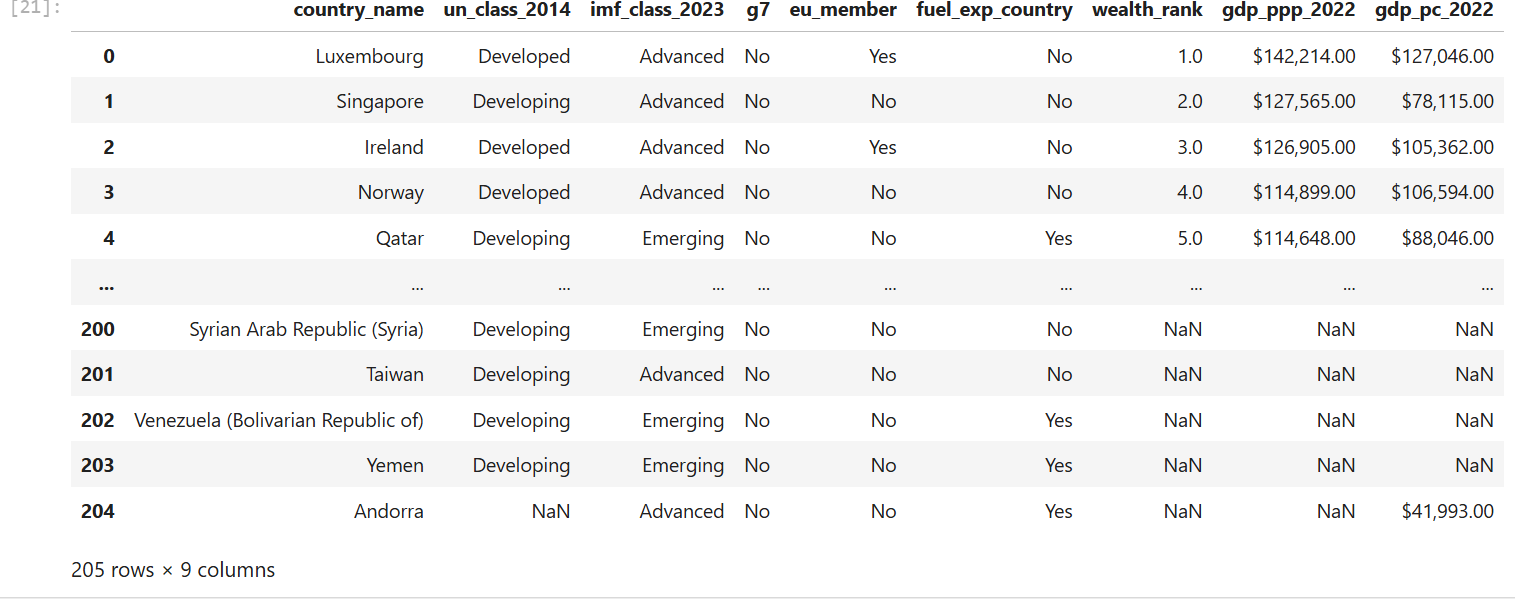 [21]:
country_name un_class_2014 imf_class_2023 g7 eu_member fuel_exp_country wealth_rank gdp_ppp_2022 gdp_pc_2022
0 Luxembourg Developed Advanced No Yes No 1.0 $142,214.00 $127,046.00
1 Singapore Developing Advanced No No No 2.0 $127,565.00 $78,115.00
2 Ireland Developed Advanced No Yes No 3.0 $126,905.00 $105,362.00
3 Norway Developed Advanced No No No 4.0 $114,899.00 $106,594.00
4 Qatar Developing Emerging No No Yes 5.0 $114,648.00 $88,046.00
... ... ... ... ... ... ... ... ... ...
200 Syrian Arab Republic (Syria) Developing Emerging No No No NaN NaN NaN
201 Taiwan Developing Advanced No No No NaN NaN NaN
202 Venezuela (Bolivarian Republic of) Developing Emerging No No Yes NaN NaN NaN
203 Yemen Developing Emerging No No Yes NaN NaN NaN
204 Andorra NaN Advanced No No Yes NaN NaN $41,993.00
205 rows × 9 columns